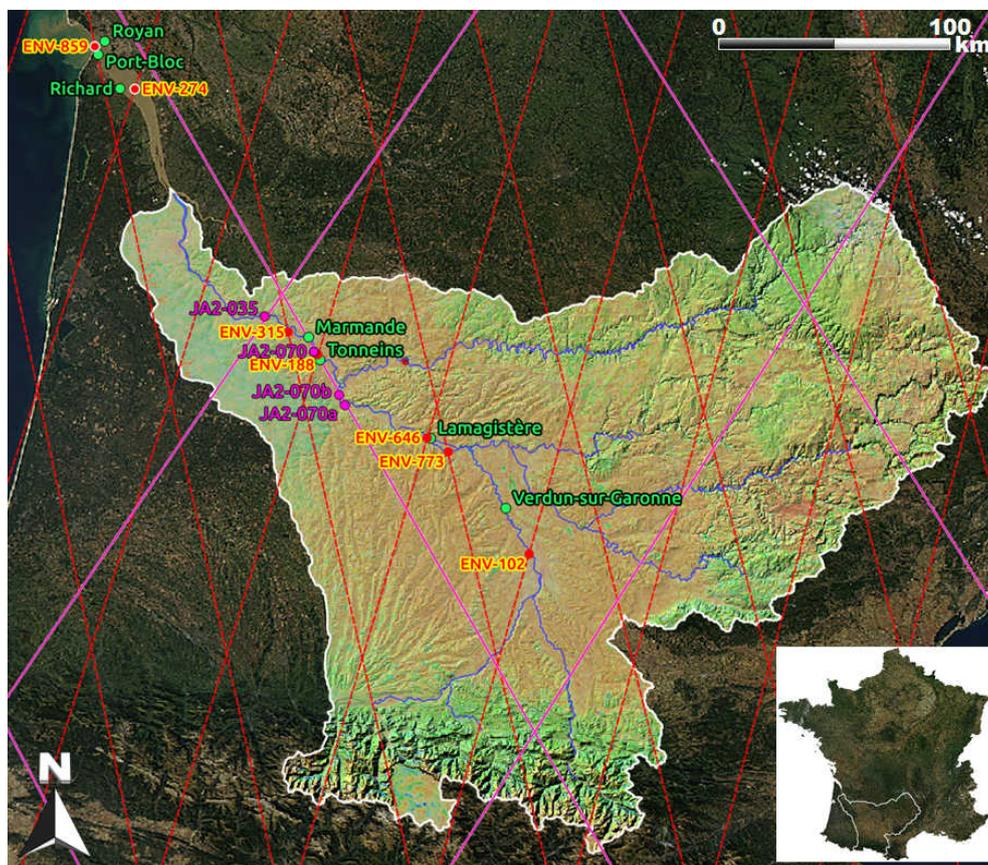 Royan
ENV-859
Port-Bloc
Richard
ENV-274
0 100
km
JA2-035
ENV-315
Marmande
JA2-070
Tonneins
ENV-188
JA2-070b
JA2-070a
Lamagistère
ENV-646
ENV-773
Verdun-sur-Garonne
ENV-102
N